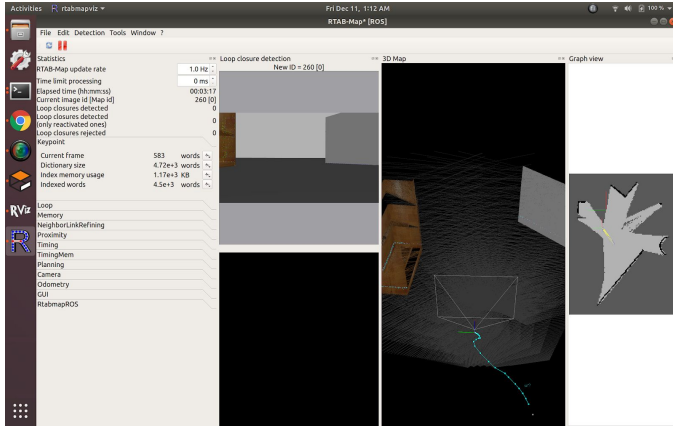 Activities rtabmapviz Fri Dec 11, 1:12 AM 100 %
RTAB-Map* [ROS]
File Edit Detection Tools Window ?
Statistics
RTAB-Map update rate 1.0 Hz
Time limit processing 0 ms
Elapsed time (hh:mm:ss) 00:03:17
Current image id [Map id] 260 [0]
Loop closures detected 0
Loop closures detected
(only reactivated ones) 0
Loop closures rejected 0
Keypoint
Current frame 583 words
Dictionary size 4.72e+3 words
Index memory usage 1.17e+3 KB
Indexed words 4.5e+3 words
Loop
Memory
NeighborLinkRefining
Proximity
Timing
TimingMem
Planning
Camera
Odometry
GUI
RtabmapROS
Loop closure detection
New ID = 260 [0]
3D Map
Graph view
RViz